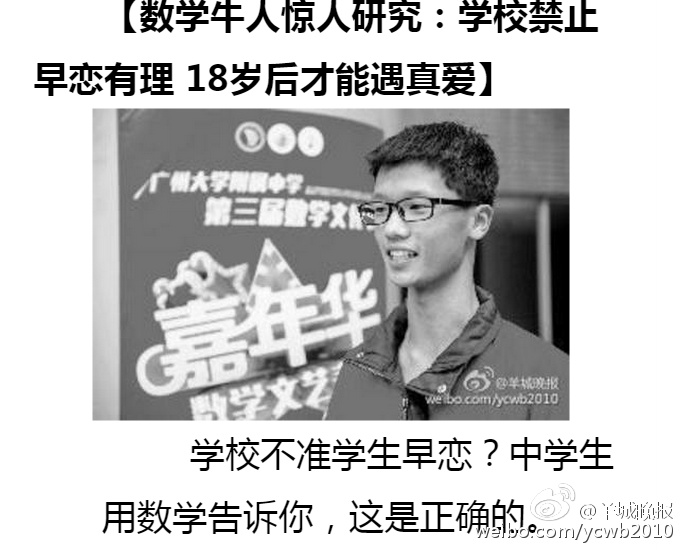 【数学牛人惊人研究：学校禁止
早恋有理 18岁后才能遇真爱】
广州大学附属中学
第三届数学文
嘉年华
数学文艺
@羊城晚报
weibo.com/ycwb2010
学校不准学生早恋？中学生
用数学告诉你，这是正确的。
@羊城晚报
weibo.com/ycwb2010